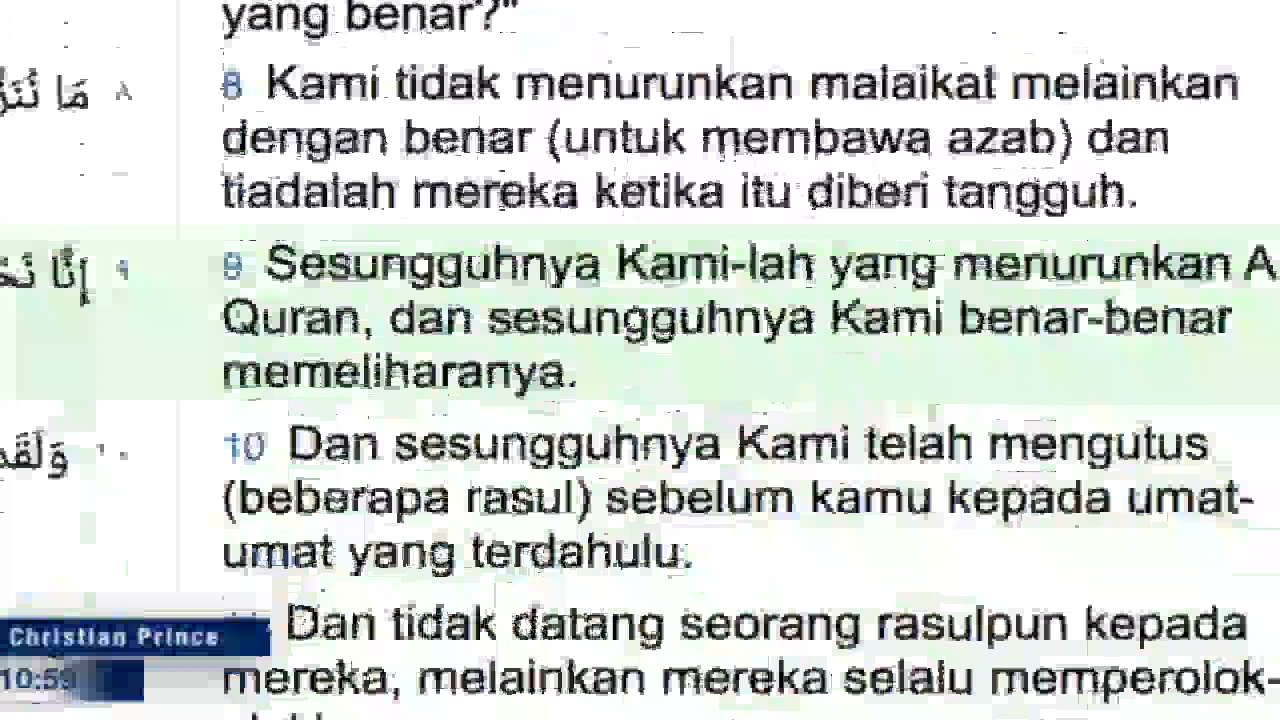 yang benar?"
مَا
٨
8 Kami tidak menurunkan malaikat melainkan
dengan benar (untuk membawa azab) dan
tiadalah mereka ketika itu diberi tangguh.
إِنَّا
٩
9 Sesungguhnya Kami-lah yang menurunkan A
Quran, dan sesungguhnya Kami benar-benar
memeliharanya.
١٠
10 Dan sesungguhnya Kami telah mengutus
(beberapa rasul) sebelum kamu kepada umat-
umat yang terdahulu.
Dan tidak datang seorang rasulpun kepada
mereka, melainkan mereka selalu memperolok-
Christian Prince